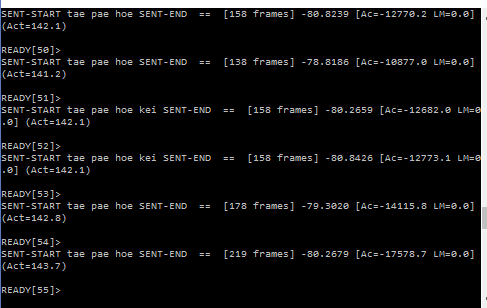 SENT-START tae pae hoe SENT-END  ==  [158 frames] -80.8239 [Ac=-12770.2 LM=0.0]
(Act=142.1)
READY[50]>
SENT-START tae pae hoe SENT-END  ==  [138 frames] -78.8186 [Ac=-10877.0 LM=0.0]
(Act=141.2)
READY[51]>
SENT-START tae pae hoe kei SENT-END  ==  [158 frames] -80.2659 [Ac=-12682.0 LM=0
.0] (Act=142.1)
READY[52]>
SENT-START tae pae hoe kei SENT-END  ==  [158 frames] -80.8426 [Ac=-12773.1 LM=0
.0] (Act=142.1)
READY[53]>
SENT-START tae pae hoe SENT-END  ==  [178 frames] -79.3020 [Ac=-14115.8 LM=0.0]
(Act=142.8)
READY[54]>
SENT-START tae pae hoe SENT-END  ==  [219 frames] -80.2679 [Ac=-17578.7 LM=0.0]
(Act=143.7)
READY[55]>